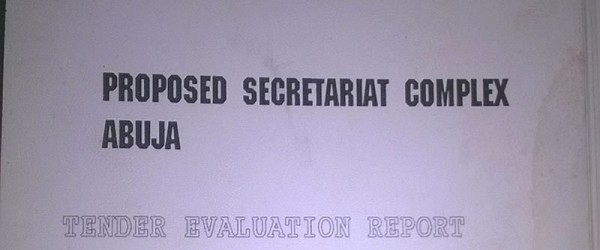 PROPOSED SECRETARIAT COMPLEX
ABUJA
TENDER EVALUATION REPORT